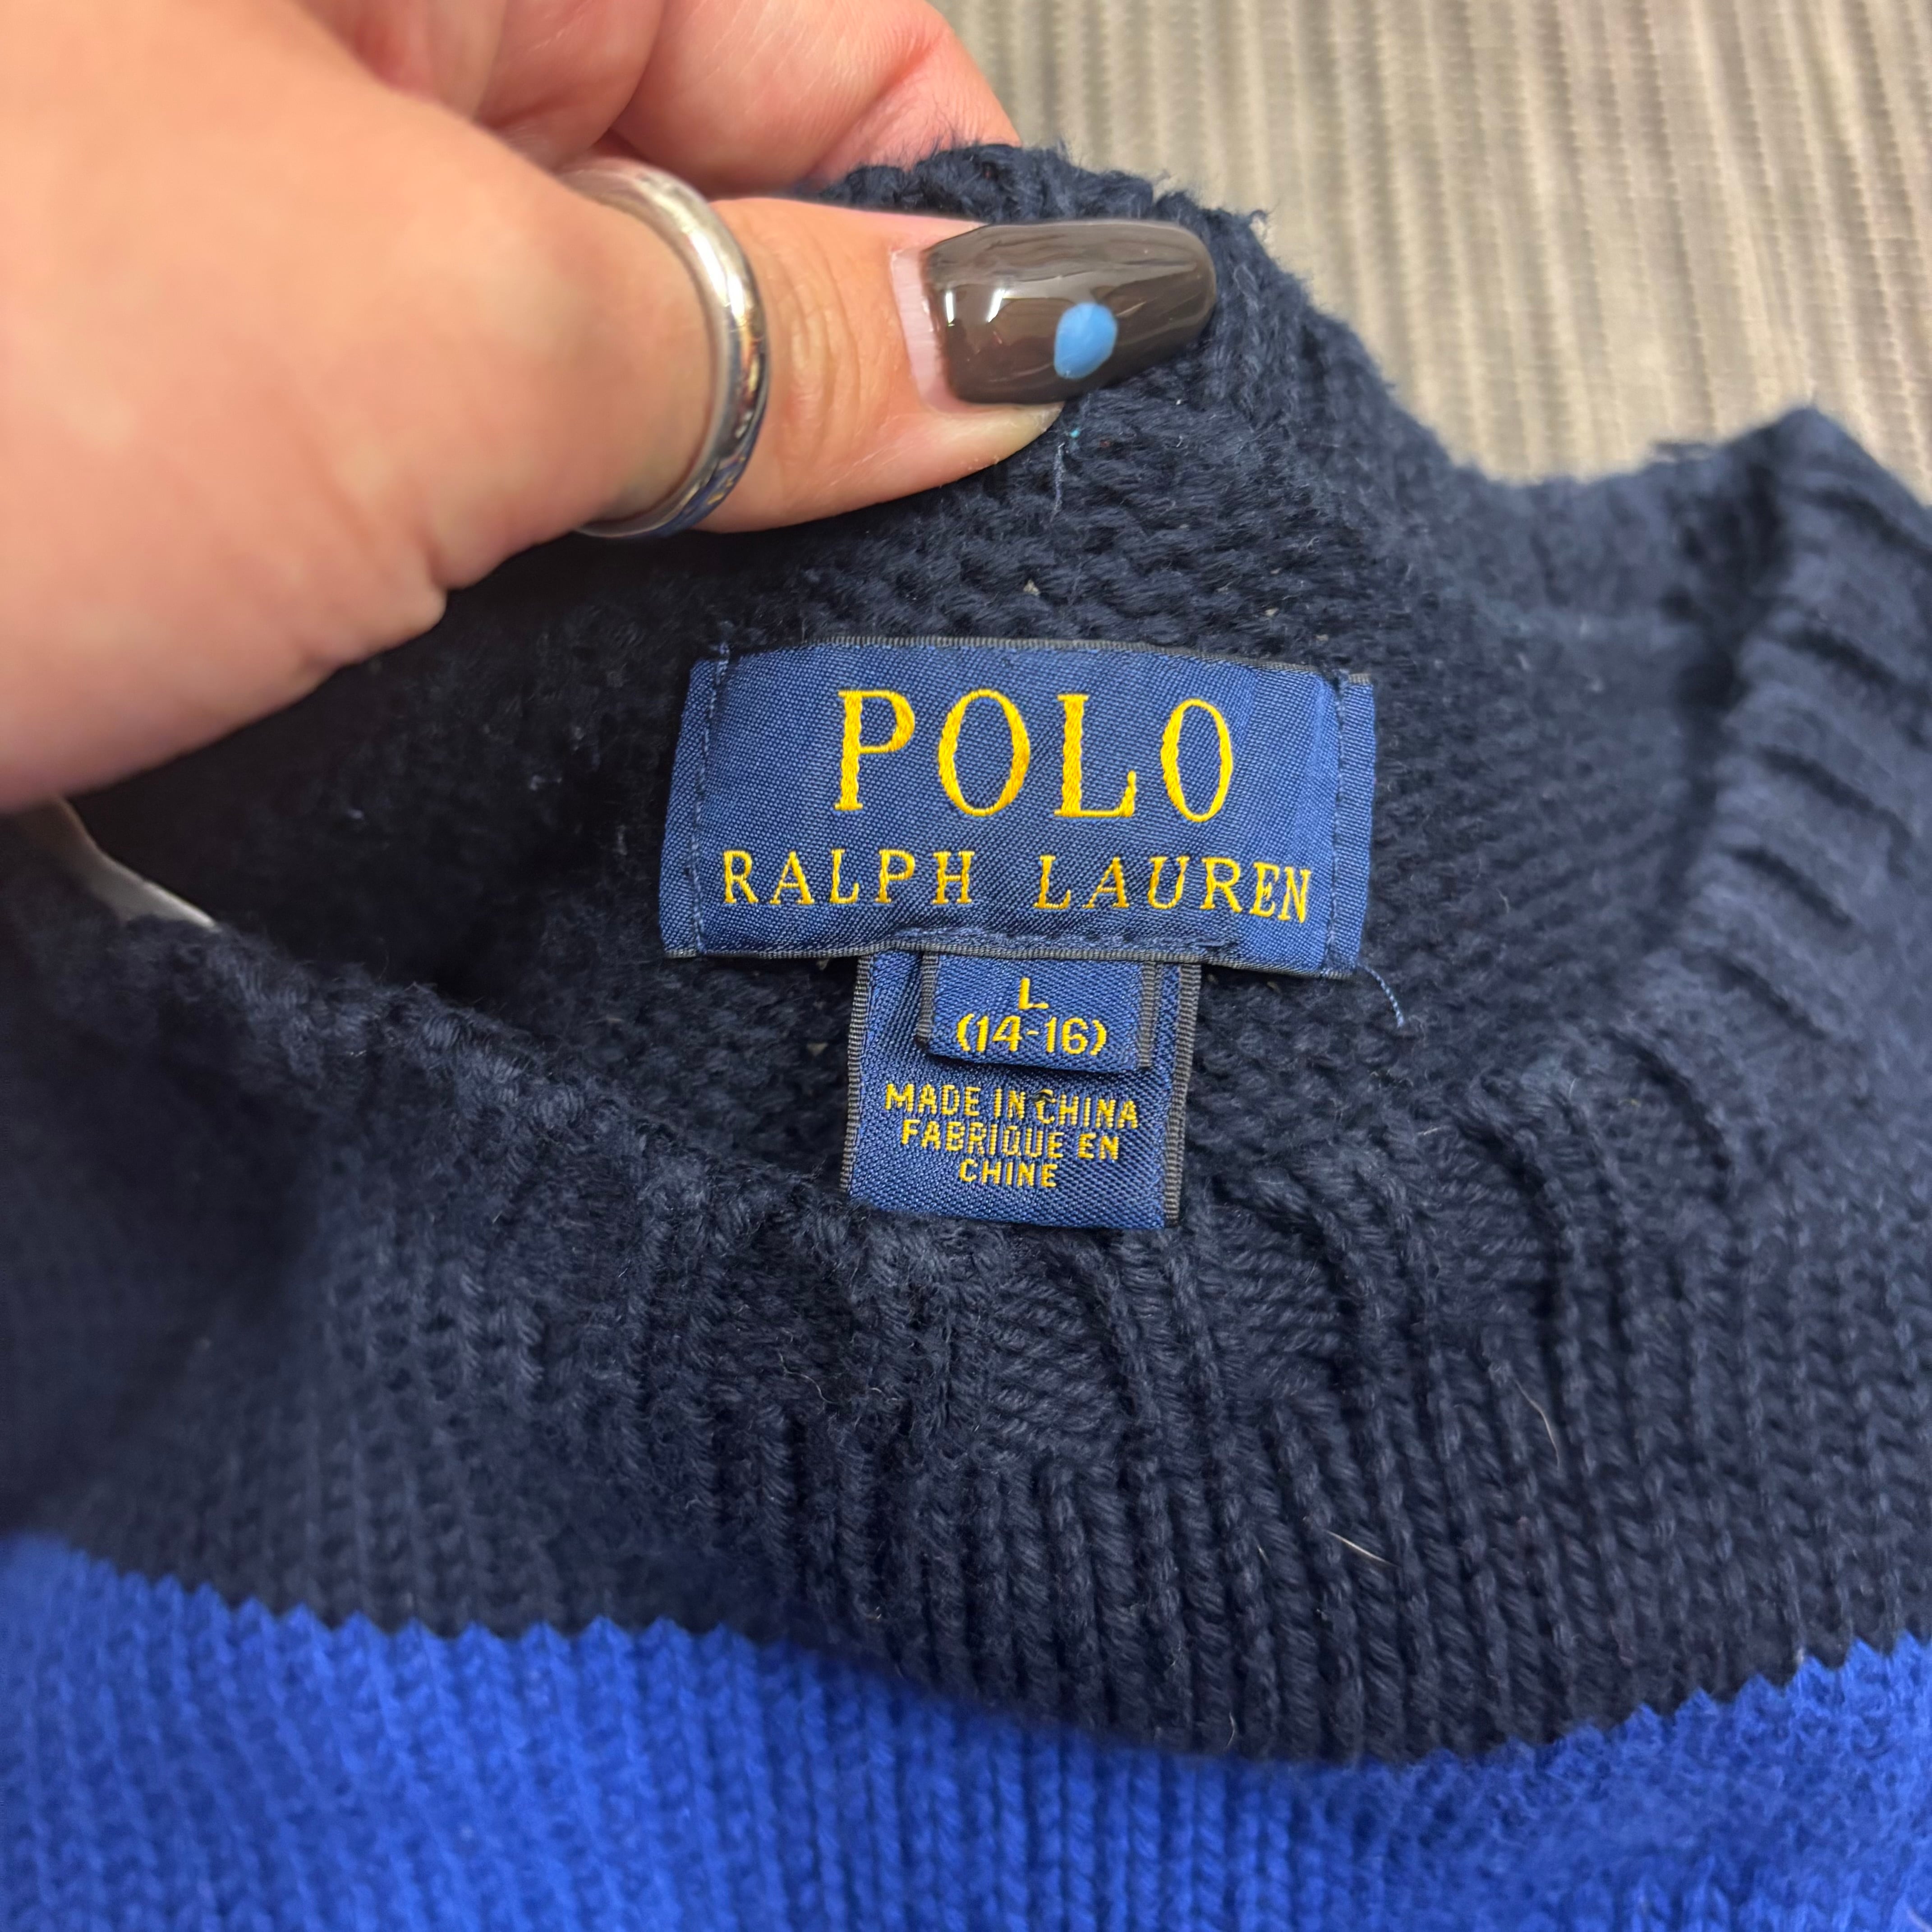 POLO
RALPH LAUREN
L
(14-16)
MADE IN CHINA
FABRIQUE EN
CHINE